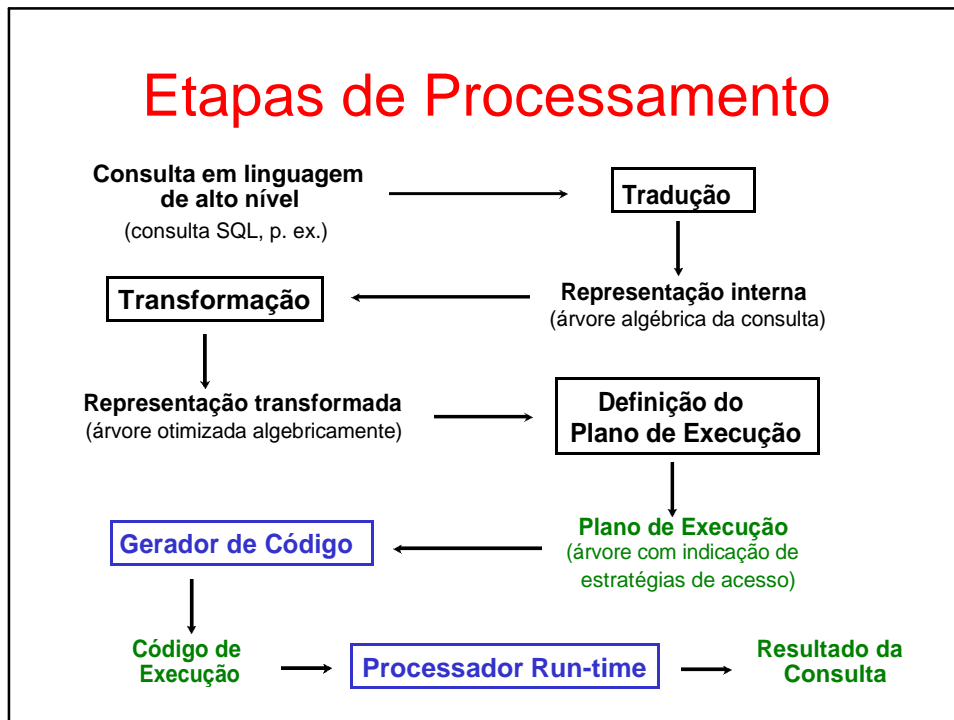 Etapas de Processamento
Consulta em linguagem
de alto nível
(consulta SQL, p. ex.)
Tradução
Transformação
Representação interna
(árvore algébrica da consulta)
Representação transformada
(árvore otimizada algebricamente)
Definição do
Plano de Execução
Gerador de Código
Plano de Execução
(árvore com indicação de
estratégias de acesso)
Código de
Execução
Processador Run-time
Resultado da
Consulta